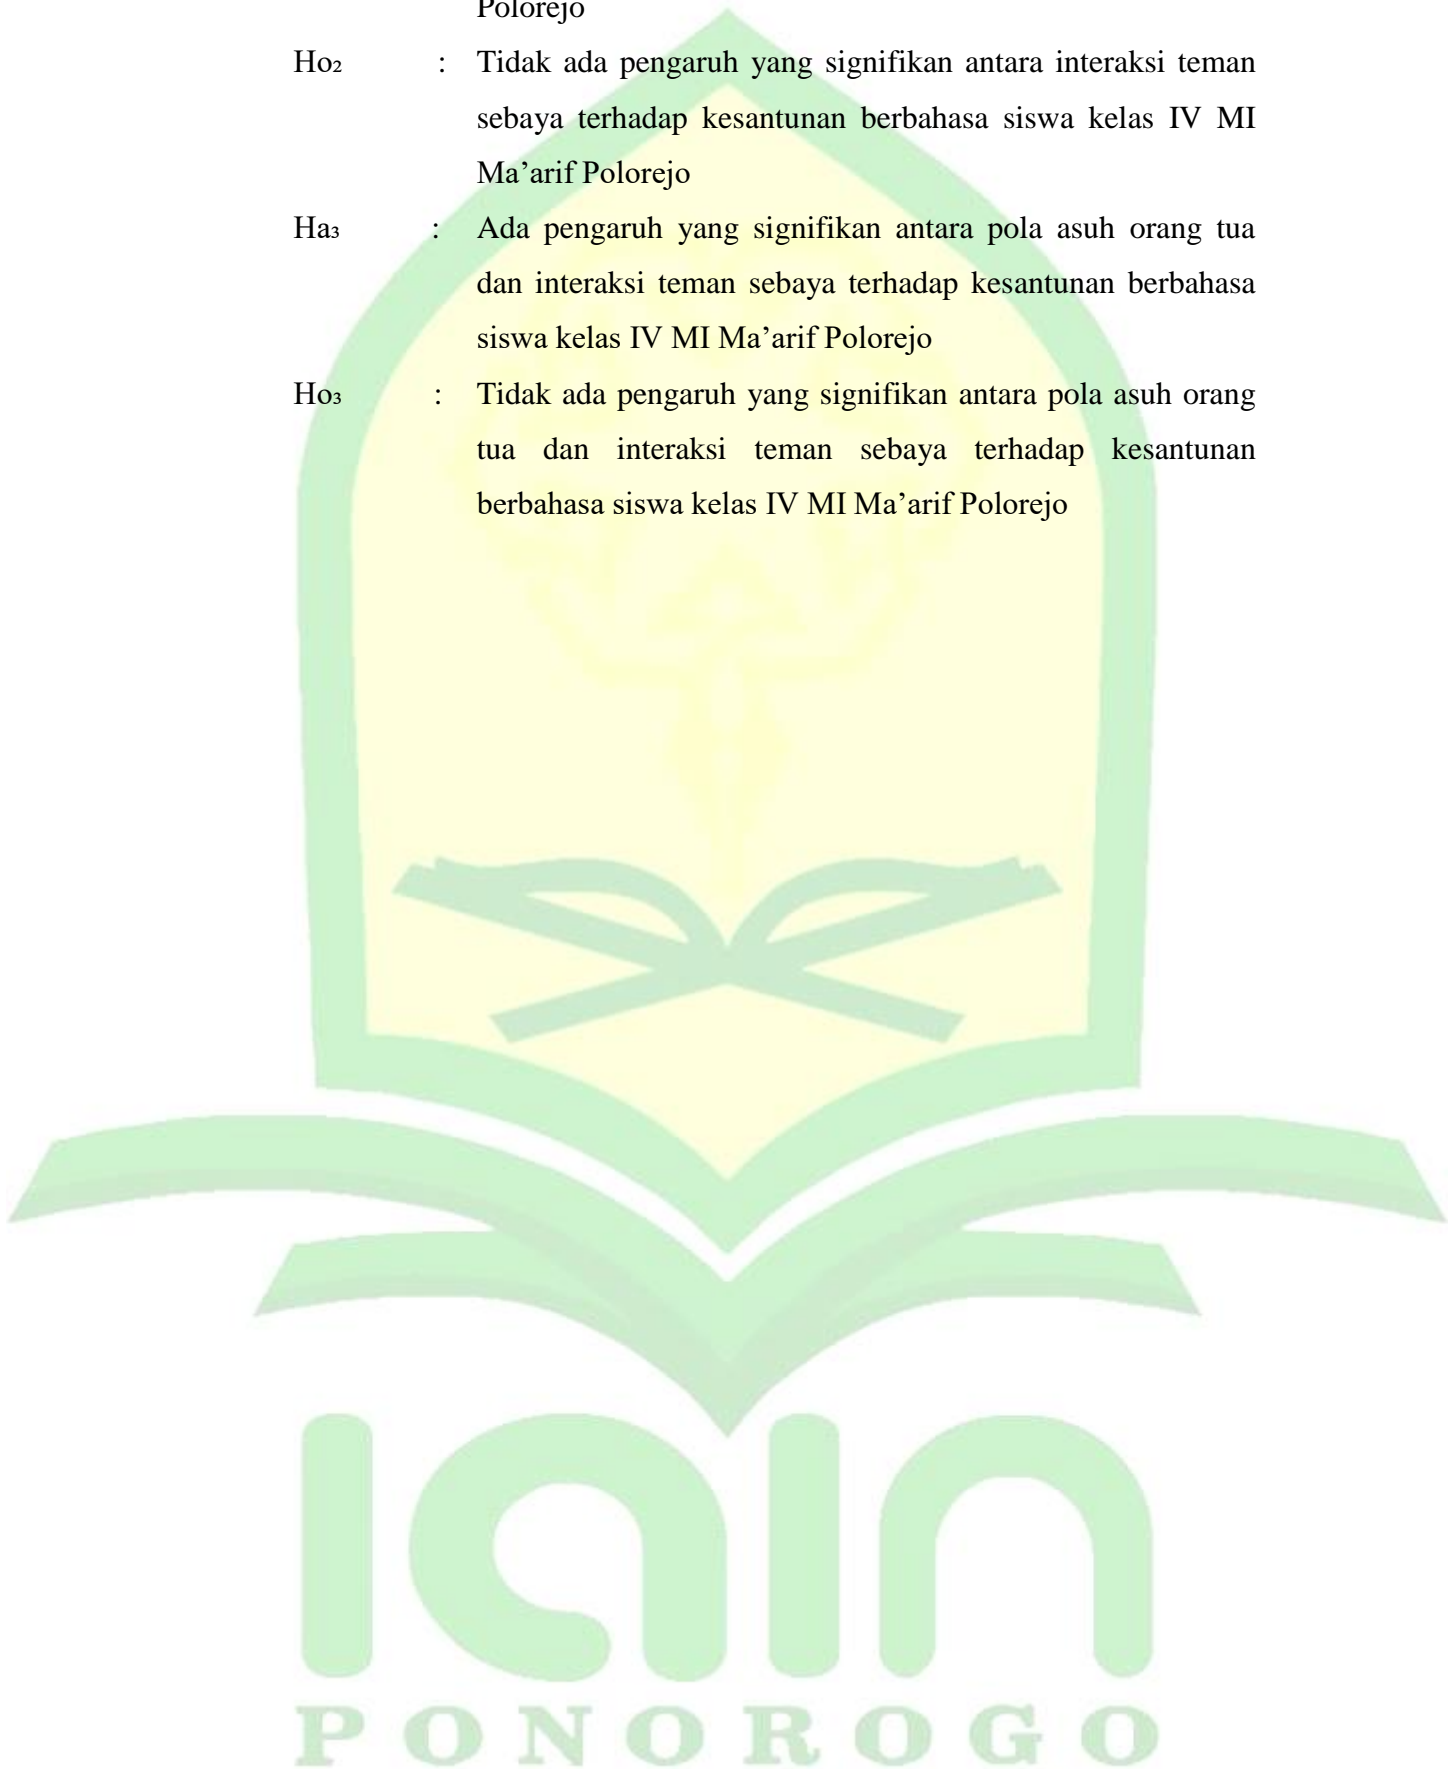 Polorejo
Ho₂ : Tidak ada pengaruh yang signifikan antara interaksi teman
sebaya terhadap kesantunan berbahasa siswa kelas IV MI
Ma’arif Polorejo
Ha₃ : Ada pengaruh yang signifikan antara pola asuh orang tua
dan interaksi teman sebaya terhadap kesantunan berbahasa
siswa kelas IV MI Ma’arif Polorejo
Ho₃ : Tidak ada pengaruh yang signifikan antara pola asuh orang
tua dan interaksi teman sebaya terhadap kesantunan
berbahasa siswa kelas IV MI Ma’arif Polorejo
iain
PONOROGO